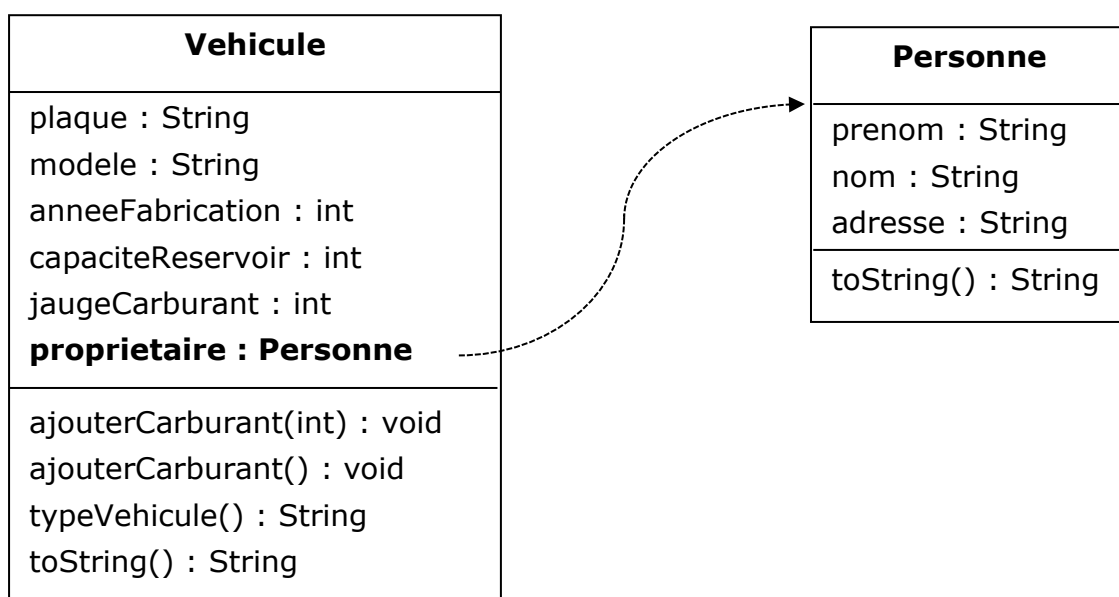 Vehicule
plaque : String
modele : String
anneeFabrication : int
capaciteReservoir : int
jaugeCarburant : int
proprietaire : Personne
ajouterCarburant(int) : void
ajouterCarburant() : void
typeVehicule() : String
toString() : String
Personne
prenom : String
nom : String
adresse : String
toString() : String